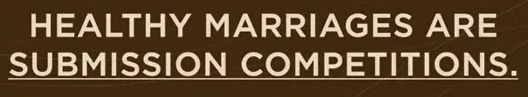 HEALTHY MARRIAGES ARE
SUBMISSION COMPETITIONS.